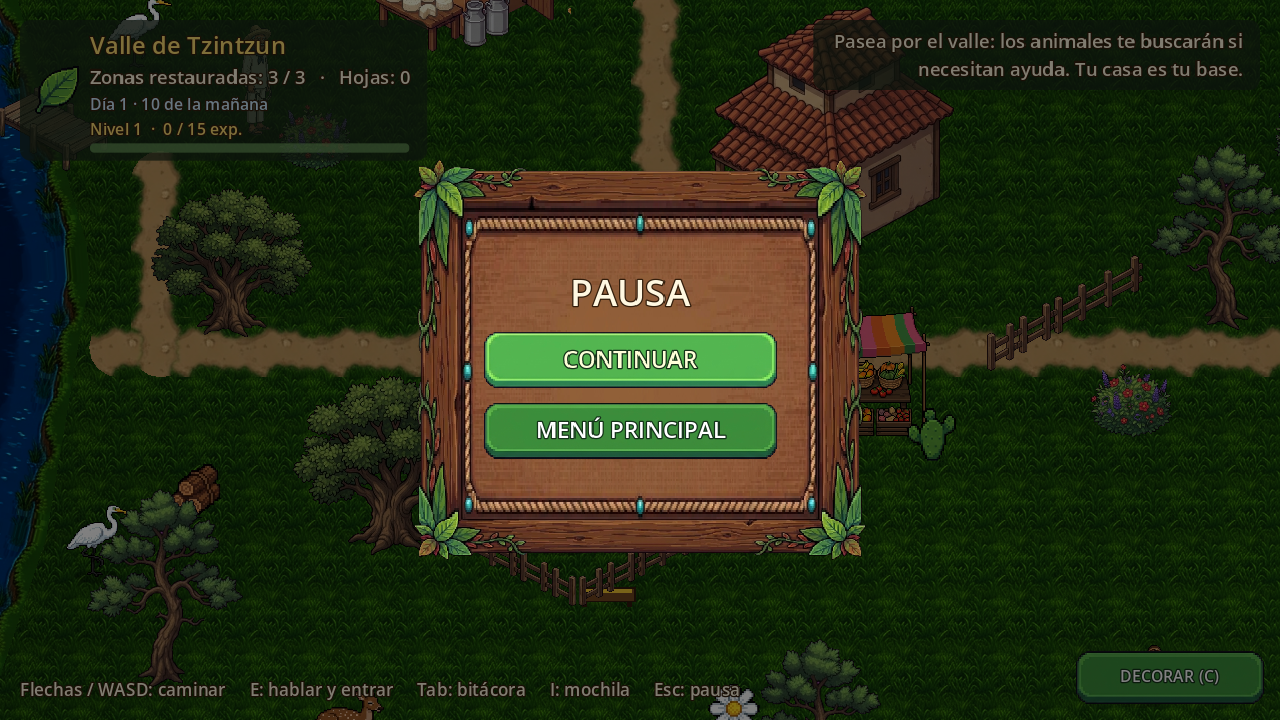 Valle de Tzintzun
Zonas restauradas: 3 / 3 · Hojas: 0
Día 1 · 10 de la mañana
Nivel 1 · 0 / 15 exp.
Pasea por el valle: los animales te buscarán si
necesitan ayuda. Tu casa es tu base.
PAUSA
CONTINUAR
MENÚ PRINCIPAL
Flechas / WASD: caminar E: hablar y entrar Tab: bitácora I: mochila Esc: pausa
DECORAR (C)